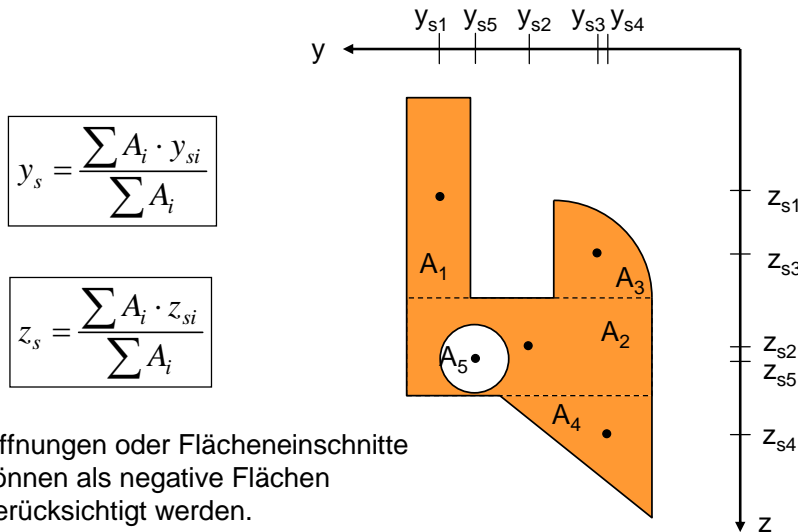 y_s1 y_s5 y_s2 y_s3 y_s4
y
y_s = ∑ A_i · y_si / ∑ A_i
z_s1
A_1
A_3
z_s3
z_s = ∑ A_i · z_si / ∑ A_i
A_2
z_s2
A_5
z_s5
A_4
z_s4
ffnungen oder Flächeneinschnitte
önnen als negative Flächen
erücksichtigt werden.
z